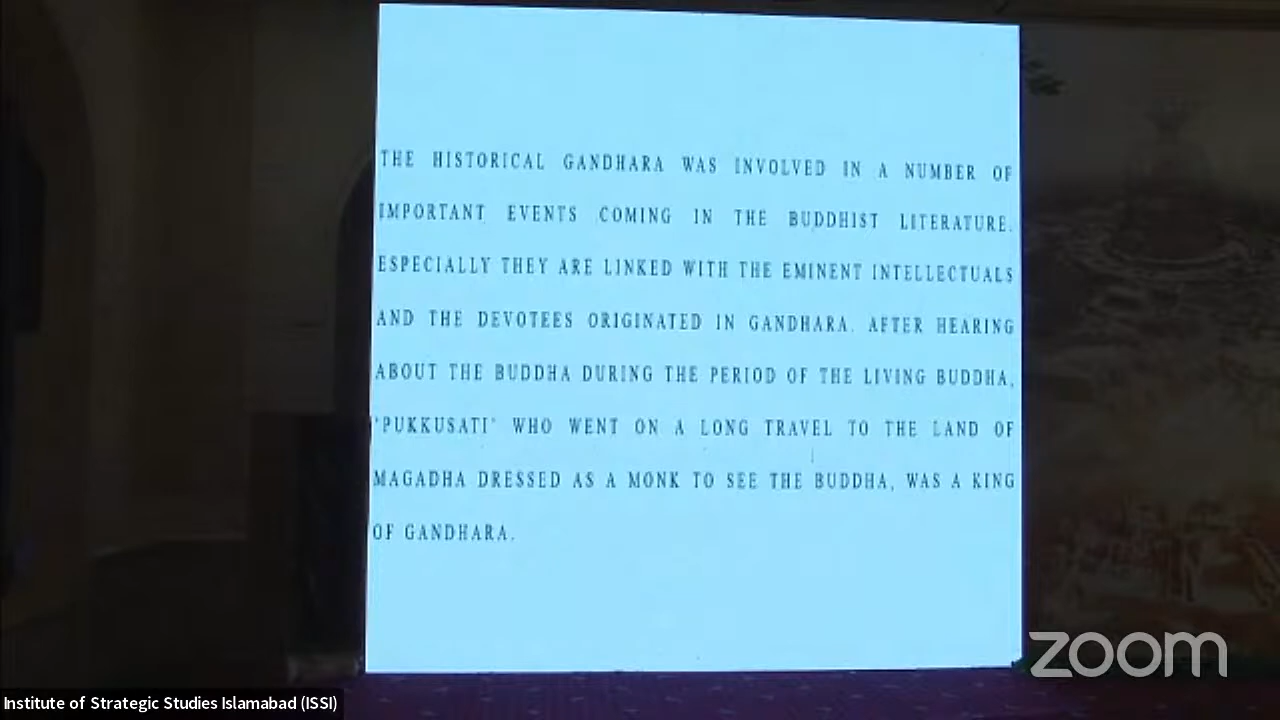 THE HISTORICAL GANDHARA WAS INVOLVED IN A NUMBER OF
IMPORTANT EVENTS COMING IN THE BUDDHIST LITERATURE.
ESPECIALLY THEY ARE LINKED WITH THE EMINENT INTELLECTUALS
AND THE DEVOTEES ORIGINATED IN GANDHARA. AFTER HEARING
ABOUT THE BUDDHA DURING THE PERIOD OF THE LIVING BUDDHA,
'PUKKUSATI' WHO WENT ON A LONG TRAVEL TO THE LAND OF
MAGADHA DRESSED AS A MONK TO SEE THE BUDDHA, WAS A KING
OF GANDHARA.
zoom
Institute of Strategic Studies Islamabad (ISSI)